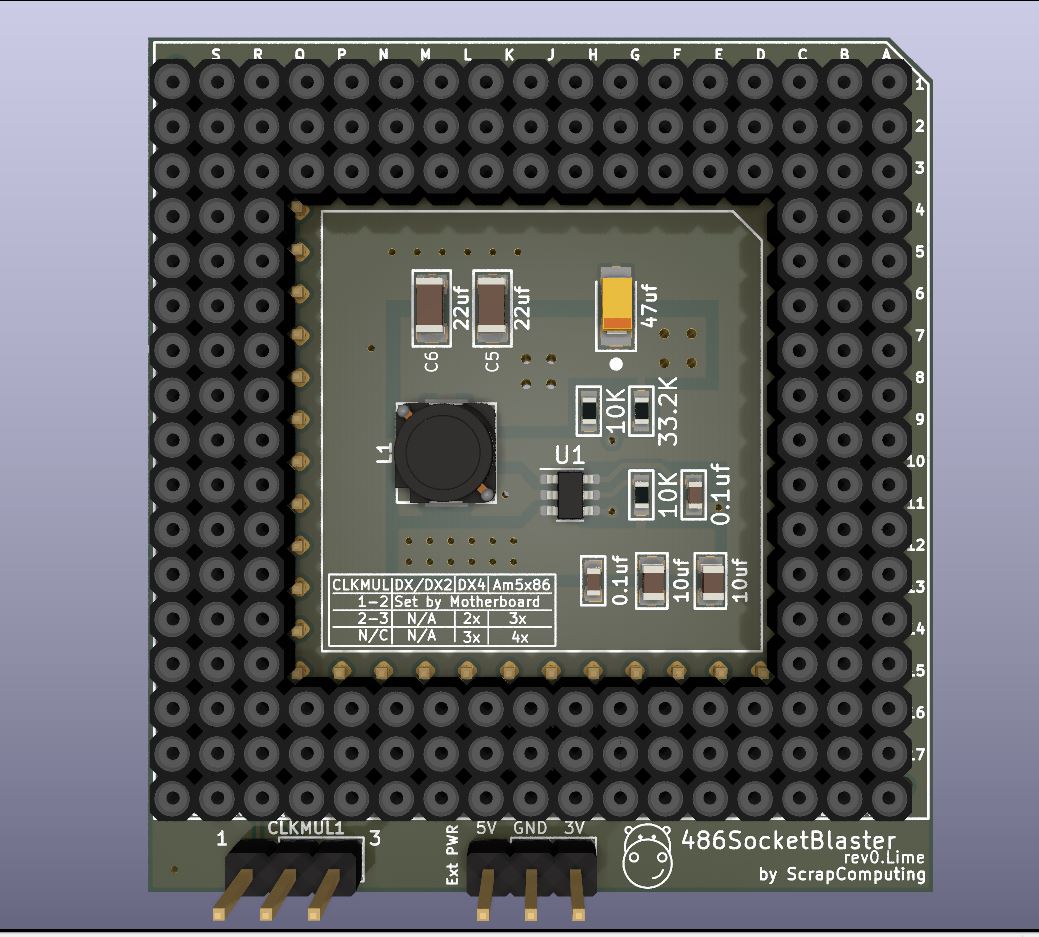 S R Q P N M L K J H G F E D C B A
1
2
3
4
5
6
7
8
9
10
11
12
13
14
15
16
17
22uf
22uf
47uf
C6
C5
10K
33.2K
L1
U1
10K
0.1uf
0.1uf
10uf
10uf
CLKMUL DX/DX2 DX4 Am5x86
1-2 Set by Motherboard
2-3 N/A 2x 3x
N/C N/A 3x 4x
1 CLKMUL1 3
Ext PWR
5V GND 3V
486SocketBlaster
rev0.Lime
by ScrapComputing